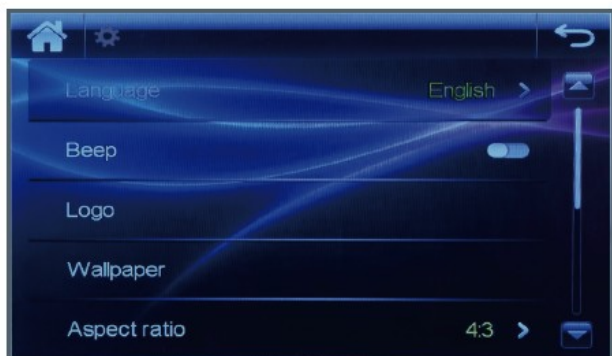 Language English >
Beep
Logo
Wallpaper
Aspect ratio 4:3 >